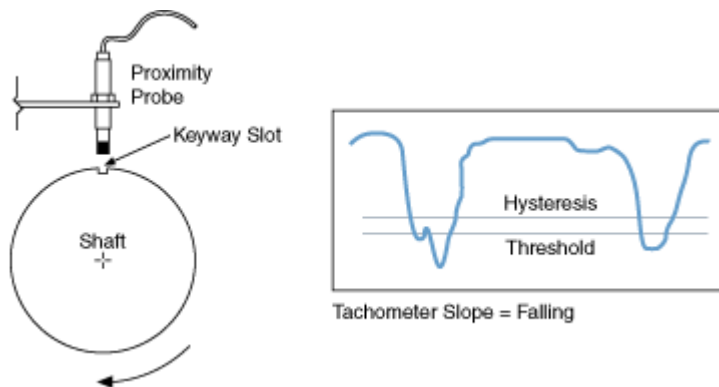 Proximity
Probe
Keyway Slot
Shaft
Hysteresis
Threshold
Tachometer Slope = Falling